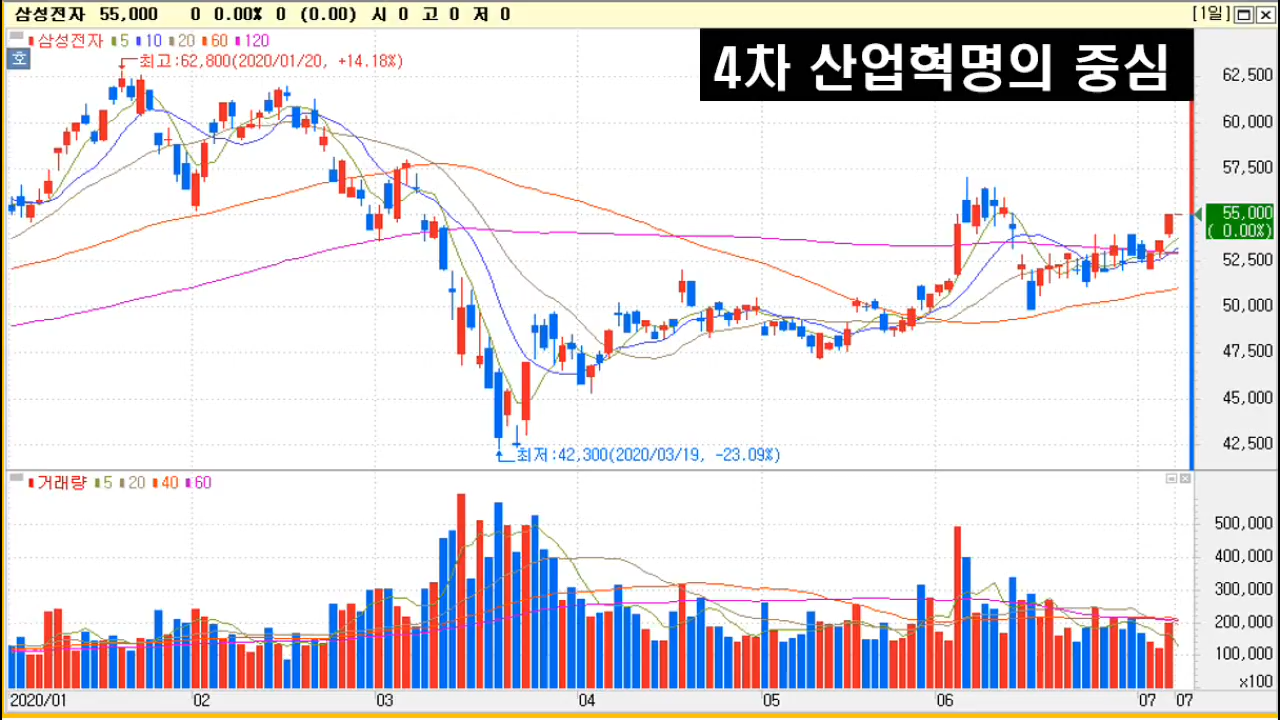 삼성전자 55,000 0 0.00% 0 (0.00) 시 0 고 0 저 0 [1일]
삼성전자 5 10 20 60 120
호
최고:62,800(2020/01/20, +14.18%)
4차 산업혁명의 중심
62,500
60,000
57,500
55,000
( 0.00%)
52,500
50,000
47,500
45,000
42,500
최저:42,300(2020/03/19, -23.09%)
거래량 5 20 40 60
500,000
400,000
300,000
200,000
100,000
x100
2020/01 02 03 04 05 06 07 07